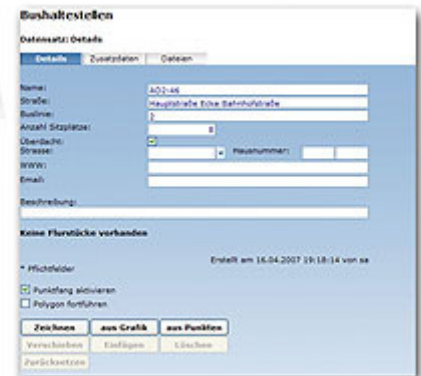 Bushaltestellen
Datensatz: Details
Details Zusatzdaten Dateien
Name: AO2-46
Straße: Hauptstraße Ecke Bahnhofstraße
Buslinie: 2
Anzahl Sitzplätze: 8
Überdacht:
Strasse: Hausnummer:
WWW:
Email:
Beschreibung:
Keine Flurstücke vorhanden
Erstellt am 16.04.2007 19:18:14 von sa
* Pflichtfelder
Punktfang aktivieren
Polygon fortführen
Zeichnen aus Grafik aus Punkten
Verschieben Einfügen Löschen
Zurücksetzen